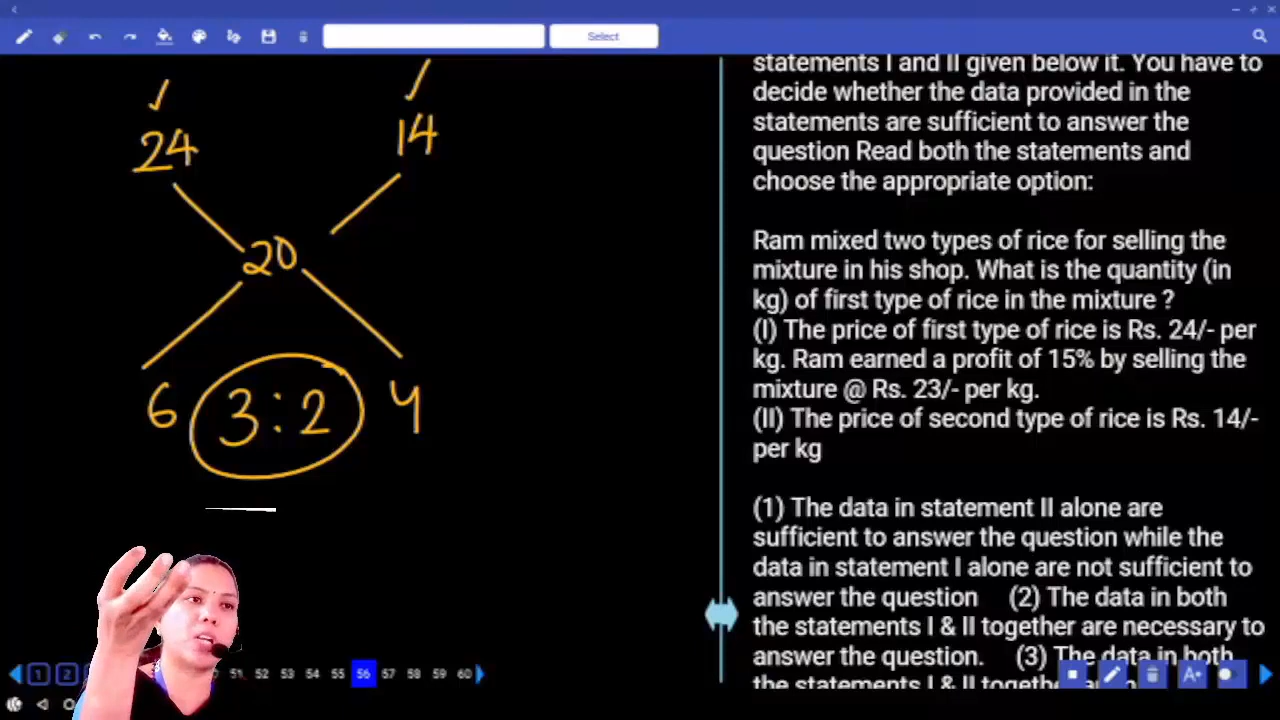 Select
24
14
20
6
3:2
4
statements I and II given below it. You have to
decide whether the data provided in the
statements are sufficient to answer the
question Read both the statements and
choose the appropriate option:
Ram mixed two types of rice for selling the
mixture in his shop. What is the quantity (in
kg) of first type of rice in the mixture ?
(I) The price of first type of rice is Rs. 24/- per
kg. Ram earned a profit of 15% by selling the
mixture @ Rs. 23/- per kg.
(II) The price of second type of rice is Rs. 14/-
per kg
(1) The data in statement II alone are
sufficient to answer the question while the
data in statement I alone are not sufficient to
answer the question (2) The data in both
the statements I & II together are necessary to
answer the question. (3) The data in both
the statements I & II together
1 2 51 52 53 54 55 56 57 58 59 60
A+